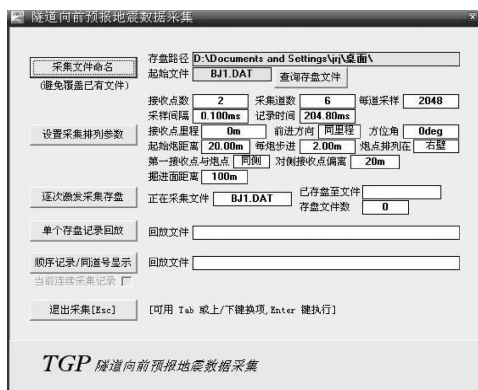 隧道向前预报地震数据采集
采集文件命名
(避免覆盖已有文件)
存盘路径 D:\Documents and Settings\jrj\桌面\
起始文件 BJ1.DAT 查询存盘文件
设置采集排列参数
接收点数 2 采集道数 6 每道采样 2048
采样间隔 0.100ms 记录时间 204.80ms
接收点里程 0m 前进方向 同里程 方位角 0deg
起始炮距离 20.00m 每炮步进 2.00m 炮点排列在 右壁
第一接收点与炮点 同侧 对侧接收点偏离 20m
掘进面距离 100m
逐次激发采集存盘
正在采集文件 BJ1.DAT 已存盘至文件
存盘文件数 0
单个存盘记录回放 回放文件
顺序记录/同道号显示 回放文件
当前连续采集记录
退出采集[Esc] [可用 Tab 或上/下键换项,Enter 键执行]
TGP 隧道向前预报地震数据采集